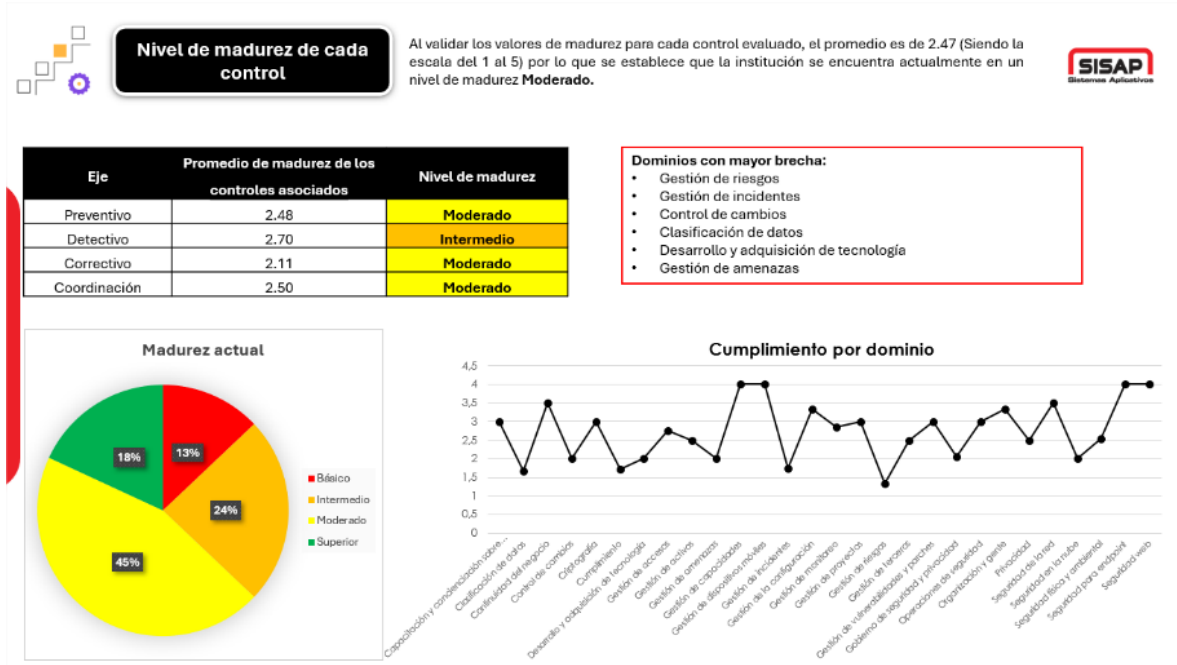 Nivel de madurez de cada
control
Al validar los valores de madurez para cada control evaluado, el promedio es de 2.47 (Siendo la
escala del 1 al 5) por lo que se establece que la institución se encuentra actualmente en un
nivel de madurez Moderado.
SISAP
Sistemas Aplicativos
Eje
Promedio de madurez de los
controles asociados
Nivel de madurez
Preventivo 2.48 Moderado
Detectivo 2.70 Intermedio
Correctivo 2.11 Moderado
Coordinación 2.50 Moderado
Dominios con mayor brecha:
• Gestión de riesgos
• Gestión de incidentes
• Control de cambios
• Clasificación de datos
• Desarrollo y adquisición de tecnología
• Gestión de amenazas
Madurez actual
18%
13%
24%
45%
Básico
Intermedio
Moderado
Superior
Cumplimiento por dominio
4,5
4
3,5
3
2,5
2
1,5
1
0,5
0
Capacitación y concienciación sobre...
Clasificación de datos
Continuidad del negocio
Control de cambios
Criptografía
Cumplimiento
Desarrollo y adquisición de tecnología
Gestión de accesos
Gestión de activos
Gestión de amenazas
Gestión de capacidades
Gestión de dispositivos móviles
Gestión de incidentes
Gestión de la configuración
Gestión de monitoreo
Gestión de proyectos
Gestión de riesgos
Gestión de terceros
Gestión de vulnerabilidades y parches
Gobierno de seguridad y privacidad
Operaciones de seguridad
Organización y gente
Privacidad
Seguridad de la red
Seguridad en la nube
Seguridad física y ambiental
Seguridad para endpoint
Seguridad web